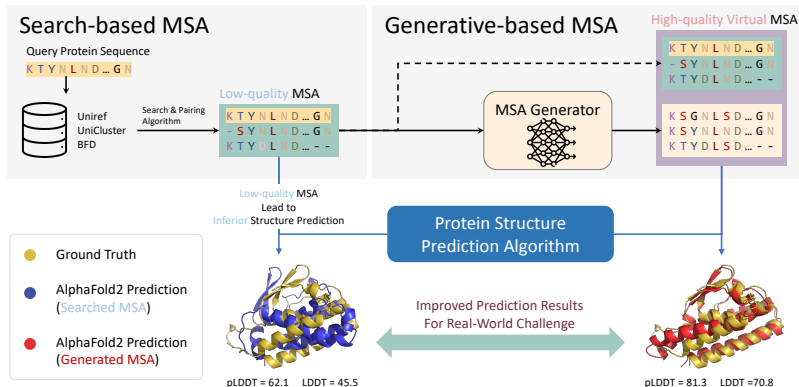 Search-based MSA
Query Protein Sequence
K T Y N L N D … G N
Uniref
UniCluster
BFD
Search & Pairing
Algorithm
Low-quality MSA
K T Y N L N D … G N
- S Y N L N D … G N
K T Y D L N D … - -
Generative-based MSA
MSA Generator
High-quality Virtual MSA
K T Y N L N D … G N
- S Y N L N D … G N
K T Y D L N D … - -
K S G N L S D … G N
K S Y N L S D … G N
K T Y D L S D … - -
Low-quality MSA
Lead to
Inferior Structure Prediction
Protein Structure
Prediction Algorithm
Ground Truth
AlphaFold2 Prediction
(Searched MSA)
AlphaFold2 Prediction
(Generated MSA)
Improved Prediction Results
For Real-World Challenge
pLDDT = 62.1 LDDT = 45.5
pLDDT = 81.3 LDDT =70.8